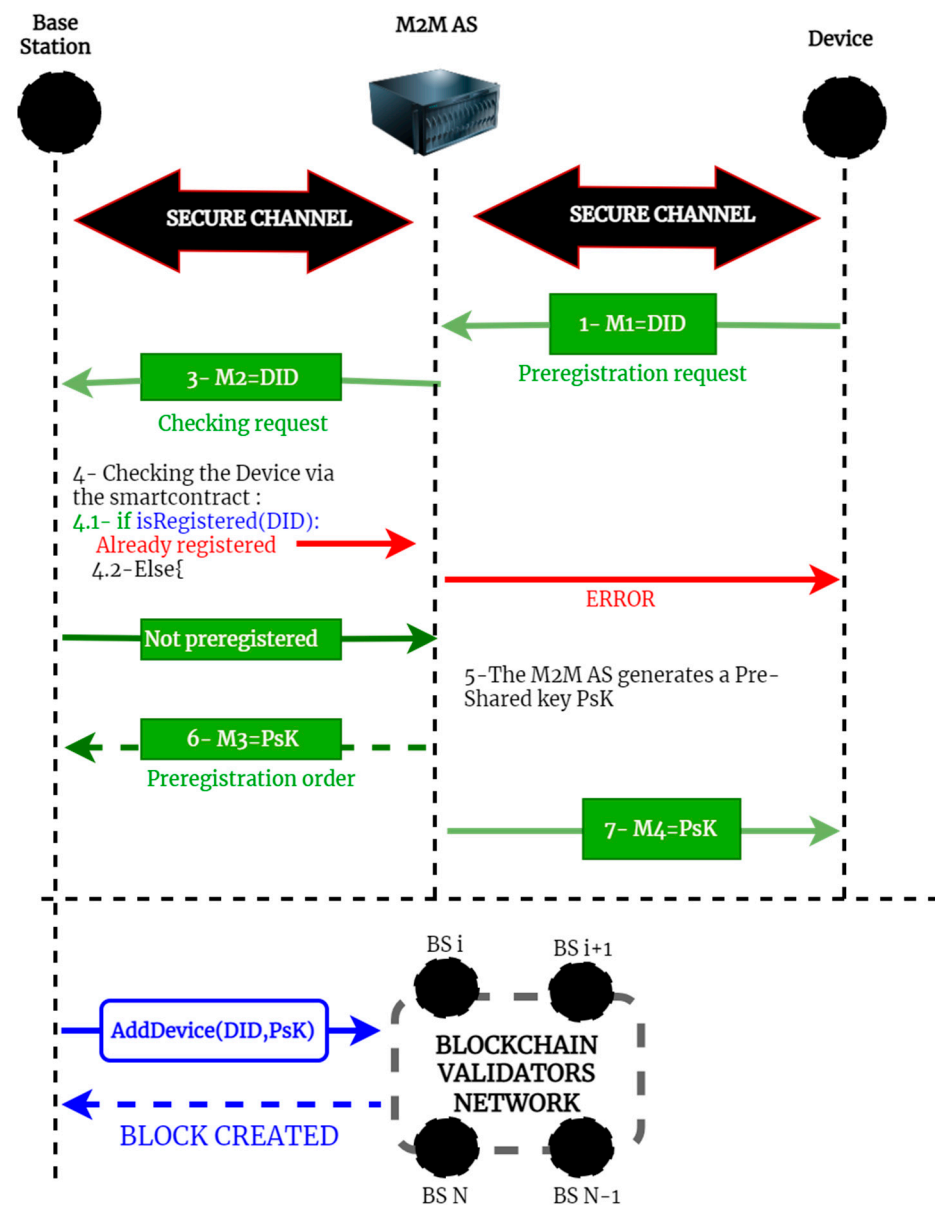 Base
Station
M2M AS
Device
SECURE CHANNEL
SECURE CHANNEL
1- M1=DID
Preregistration request
3- M2=DID
Checking request
4- Checking the Device via
the smartcontract :
4.1- if isRegistered(DID):
Already registered
4.2-Else{
ERROR
Not preregistered
5-The M2M AS generates a Pre-
Shared key PsK
6- M3=PsK
Preregistration order
7- M4=PsK
BS i
BS i+1
AddDevice(DID,PsK)
BLOCKCHAIN
VALIDATORS
NETWORK
BLOCK CREATED
BS N
BS N-1